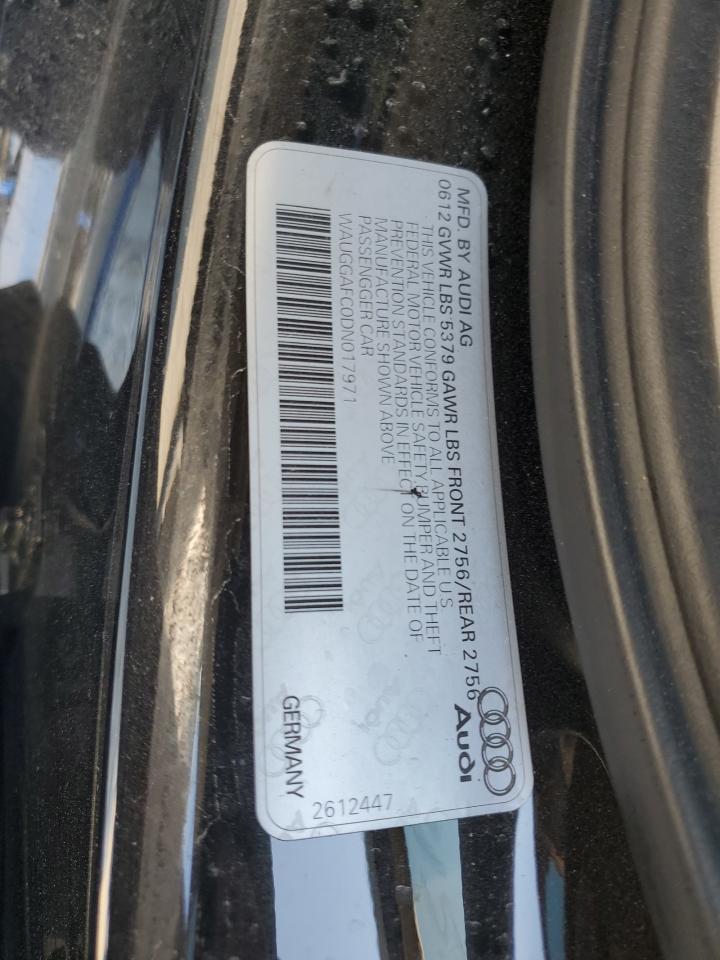 MFD. BY AUDI AG
0612 GVWR LBS 5379 GAWR LBS FRONT 2756/REAR 2756
THIS VEHICLE CONFORMS TO ALL APPLICABLE U.S.
FEDERAL MOTOR VEHICLE SAFETY, BUMPER AND THEFT
PREVENTION STANDARDS IN EFFECT ON THE DATE OF
MANUFACTURE SHOWN ABOVE
PASSENGGER CAR
WAUGGAFC0DN017971
Audi
GERMANY
2612447